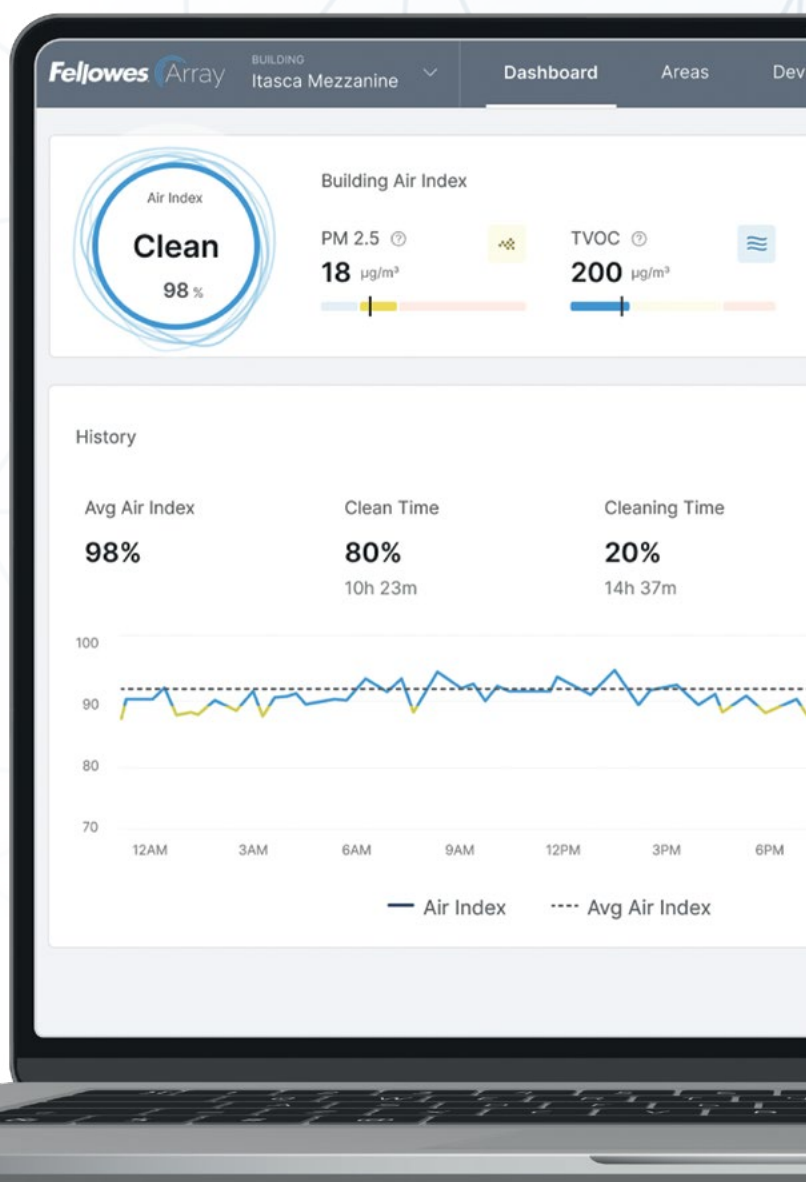 Fellowes Array
BUILDING
Itasca Mezzanine
Dashboard
Areas
Dev
Air Index
Clean
98 %
Building Air Index
PM 2.5 ?
18 µg/m³
TVOC ?
200 µg/m³
History
Avg Air Index
98%
Clean Time
80%
10h 23m
Cleaning Time
20%
14h 37m
100
90
80
70
12AM
3AM
6AM
9AM
12PM
3PM
6PM
Air Index
Avg Air Index